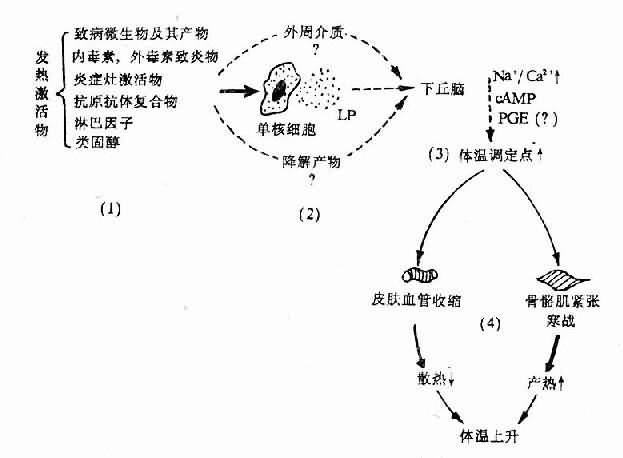 发热激活物
致病微生物及其产物
内毒素，外毒素致炎物
炎症灶激活物
抗原抗体复合物
淋巴因子
类固醇
(1)
外周介质
?
单核细胞
LP
降解产物
?
(2)
下丘脑
Na⁺/Ca²⁺↑
cAMP
PGE (?)
(3) 体温调定点↑
皮肤血管收缩
骨骼肌紧张
寒战
(4)
散热↓
产热↑
体温上升